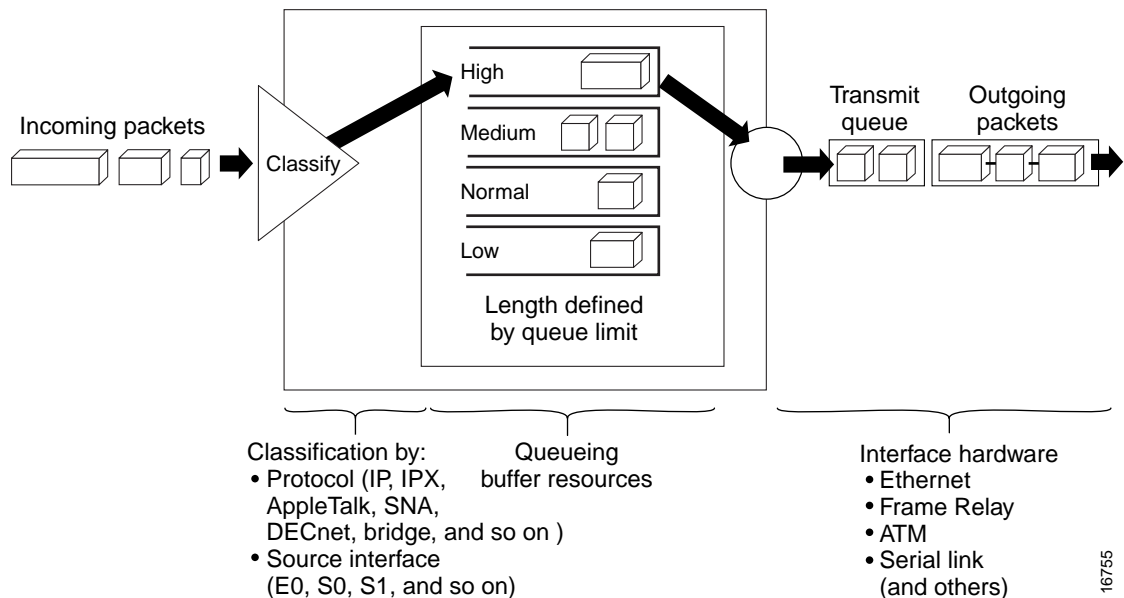 Incoming packets
Classify
High
Medium
Normal
Low
Length defined
by queue limit
Transmit
queue
Outgoing
packets
Classification by:
• Protocol (IP, IPX,
AppleTalk, SNA,
DECnet, bridge, and so on )
• Source interface
(E0, S0, S1, and so on)
Queueing
buffer resources
Interface hardware
• Ethernet
• Frame Relay
• ATM
• Serial link
(and others)
16755